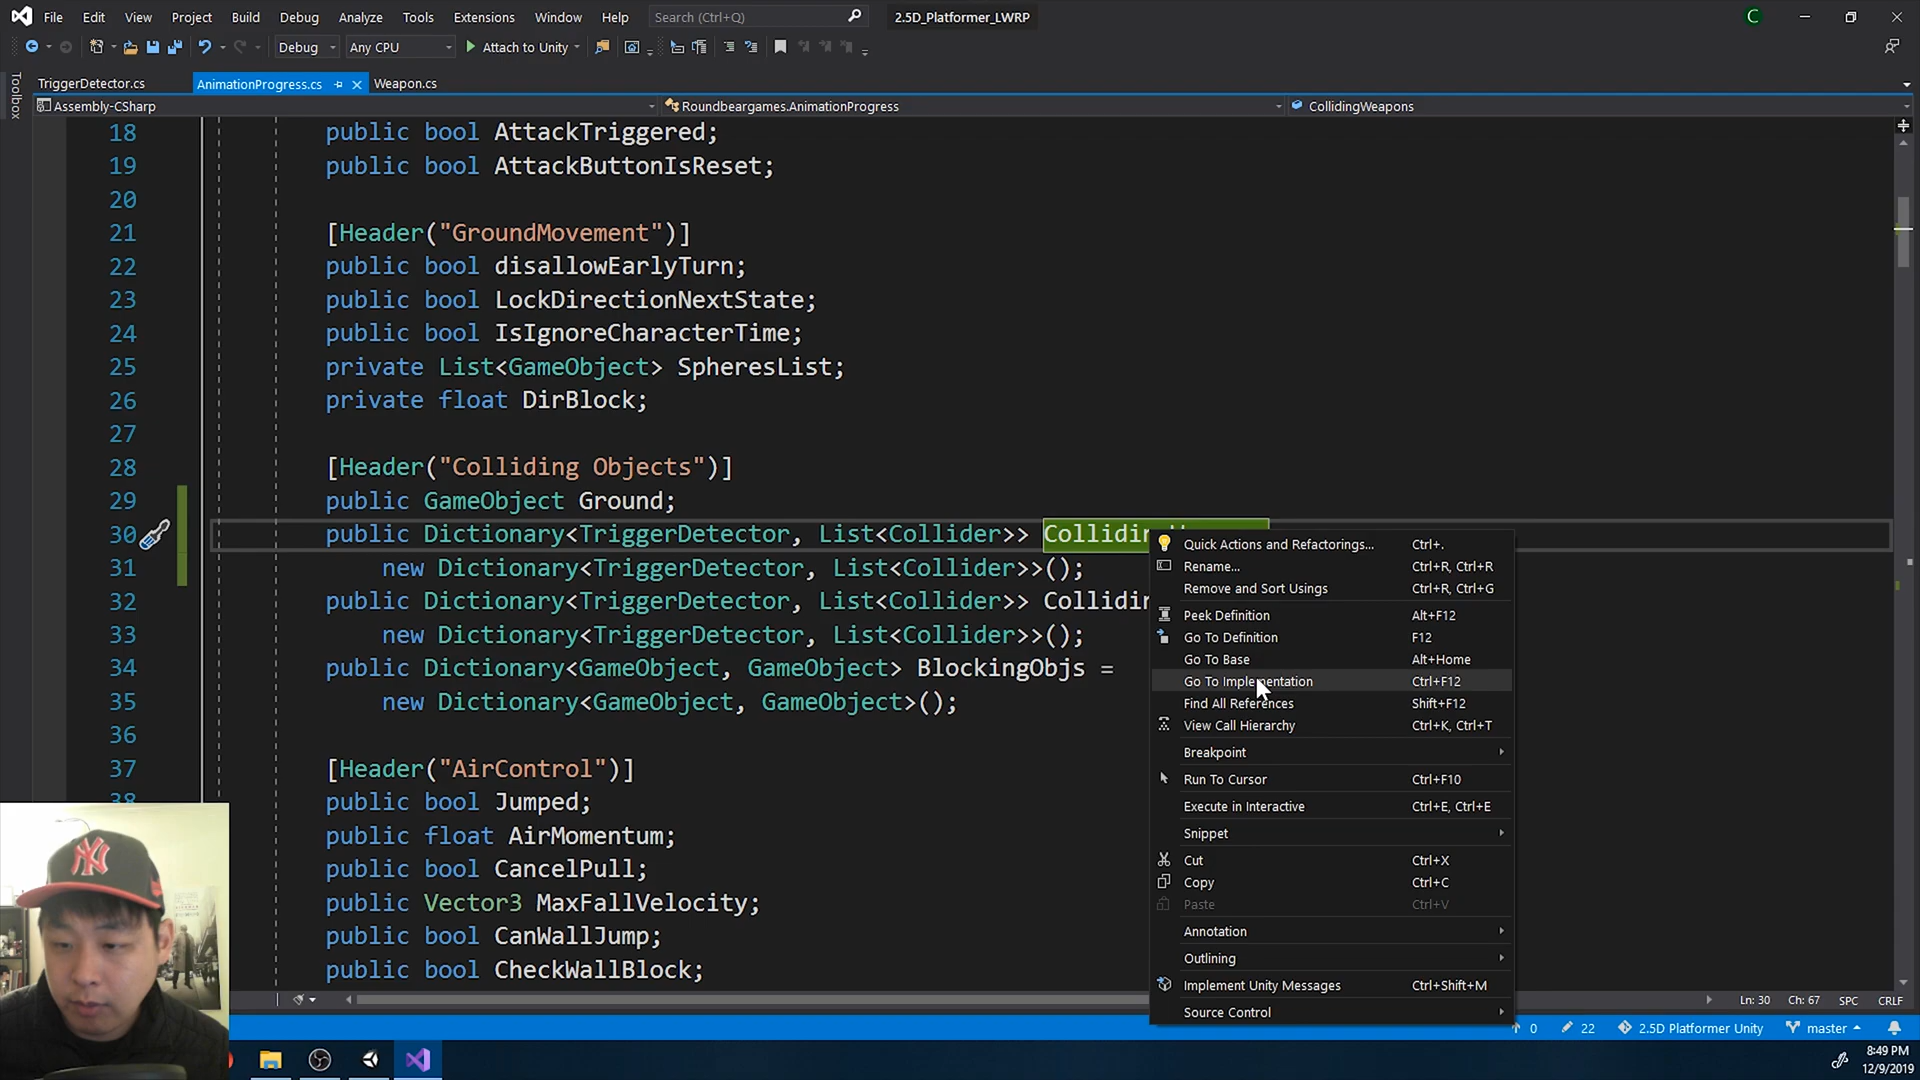 File Edit View Project Build Debug Analyze Tools Extensions Window Help Search (Ctrl+Q) 2.5D_Platformer_LWRP C
Debug Any CPU Attach to Unity
Toolbox
TriggerDetector.cs AnimationProgress.cs Weapon.cs
Assembly-CSharp Roundbeargames.AnimationProgress CollidingWeapons
18 public bool AttackTriggered;
19 public bool AttackButtonIsReset;
20
21 [Header("GroundMovement")]
22 public bool disallowEarlyTurn;
23 public bool LockDirectionNextState;
24 public bool IsIgnoreCharacterTime;
25 private List<GameObject> SpheresList;
26 private float DirBlock;
27
28 [Header("Colliding Objects")]
29 public GameObject Ground;
30 public Dictionary<TriggerDetector, List<Collider>> Collidin
31 new Dictionary<TriggerDetector, List<Collider>>();
32 public Dictionary<TriggerDetector, List<Collider>> Collidin
33 new Dictionary<TriggerDetector, List<Collider>>();
34 public Dictionary<GameObject, GameObject> BlockingObjs =
35 new Dictionary<GameObject, GameObject>();
36
37 [Header("AirControl")]
38 public bool Jumped;
public float AirMomentum;
public bool CancelPull;
public Vector3 MaxFallVelocity;
public bool CanWallJump;
public bool CheckWallBlock;
Quick Actions and Refactorings... Ctrl+.
Rename... Ctrl+R, Ctrl+R
Remove and Sort Usings Ctrl+R, Ctrl+G
Peek Definition Alt+F12
Go To Definition F12
Go To Base Alt+Home
Go To Implementation Ctrl+F12
Find All References Shift+F12
View Call Hierarchy Ctrl+K, Ctrl+T
Breakpoint
Run To Cursor Ctrl+F10
Execute in Interactive Ctrl+E, Ctrl+E
Snippet
Cut Ctrl+X
Copy Ctrl+C
Paste Ctrl+V
Annotation
Outlining
Implement Unity Messages Ctrl+Shift+M
Source Control
Ln: 30 Ch: 67 SPC CRLF
0 22 2.5D Platformer Unity master
8:49 PM
12/9/2019
NY